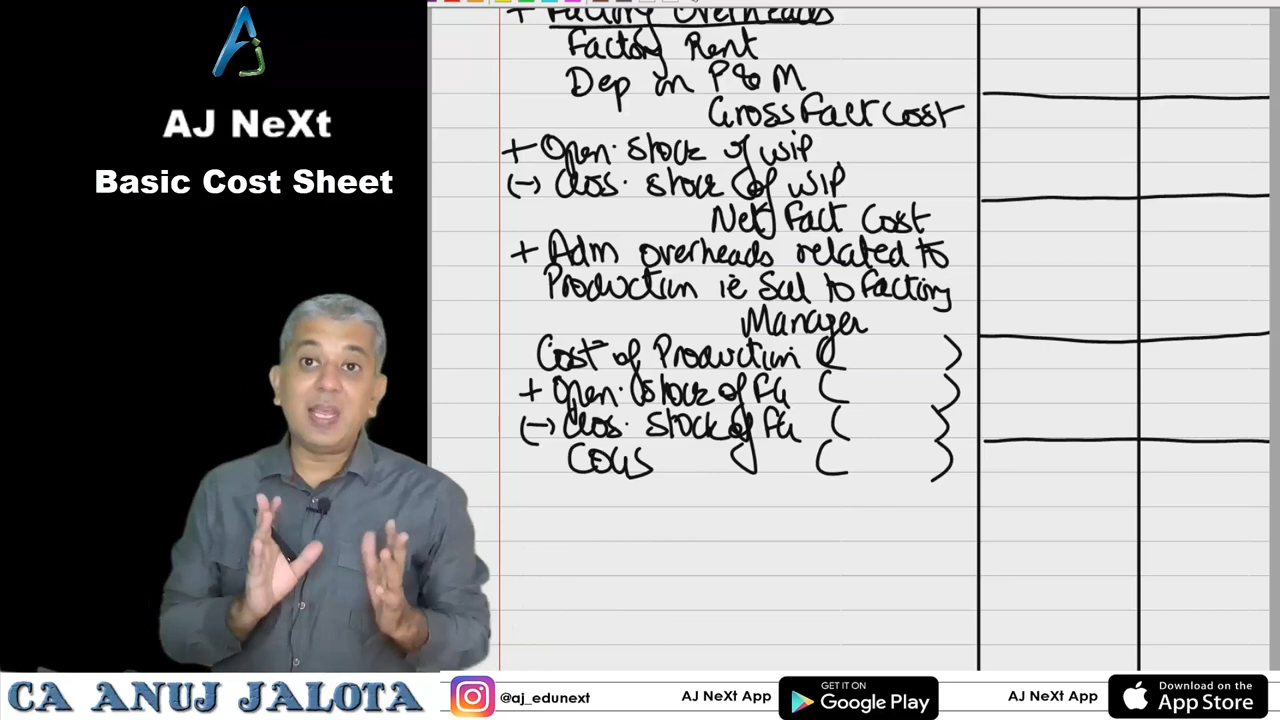 AJ NeXt
Basic Cost Sheet
+ Factory Overheads
Factory Rent
Dep on P&M
Gross Fact Cost
+ Open. Stock of WIP
(-) Clos. stock of WIP
Net Fact Cost
+ Adm overheads related to
Production ie Sal to factory
Manager
Cost of Production ( )
+ Open. Stock of FG ( )
(-) Clos. Stock of FG ( )
COGS ( )
CA ANUJ JALOTA
@aj_edunext
AJ NeXt App
GET IT ON
Google Play
AJ NeXt App
Download on the
App Store